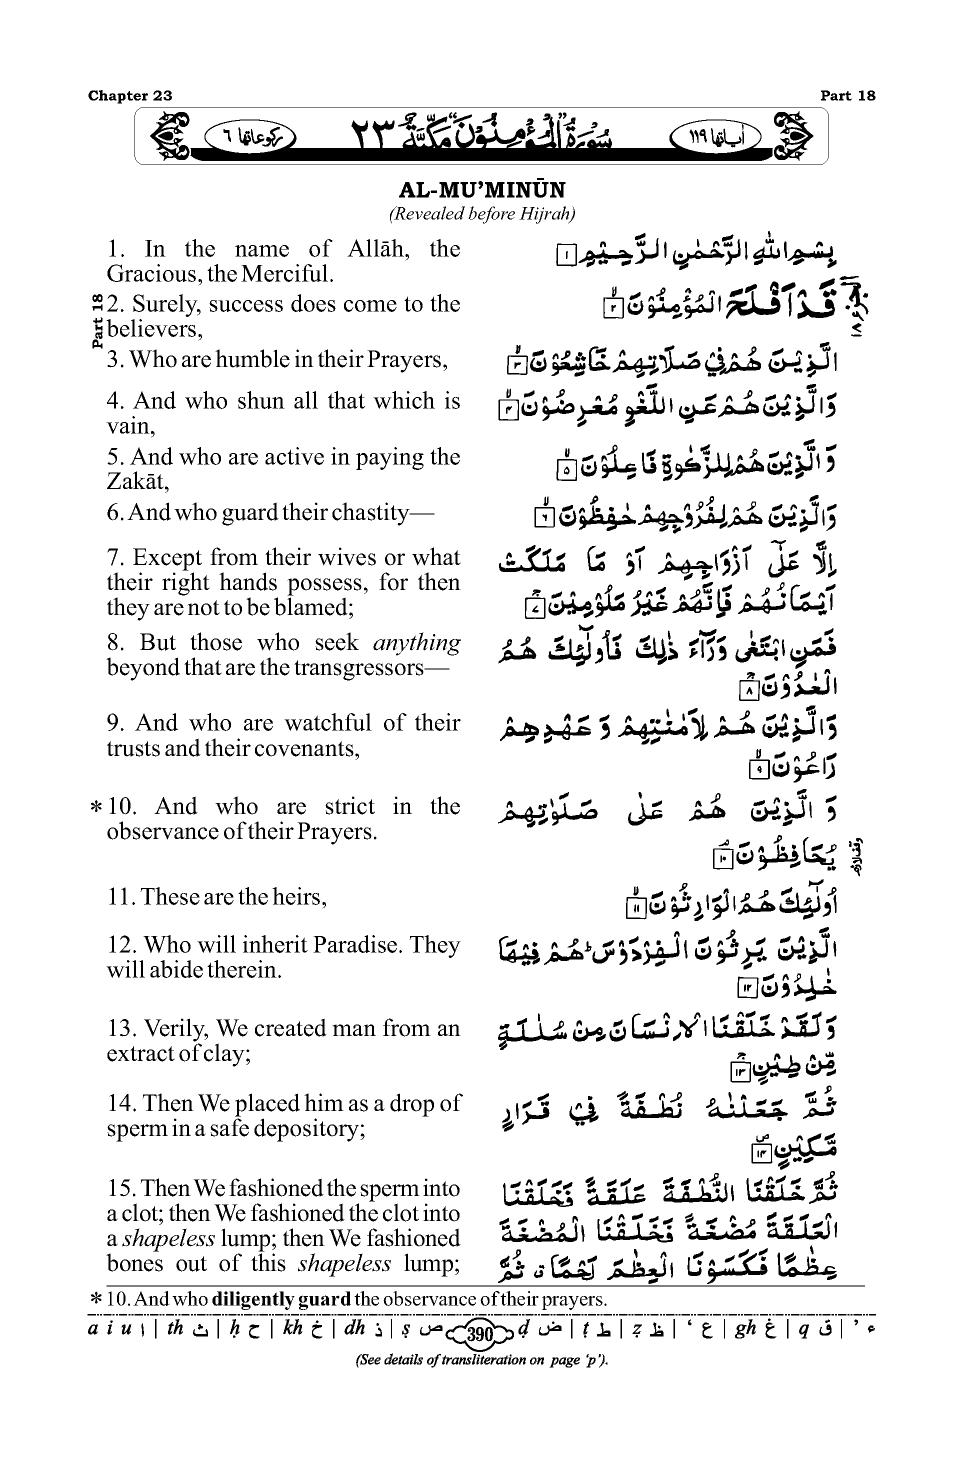 Chapter 23 Part 18
رکوعاتها ٦ سُوْرَةُ الْمُؤْمِنُوْنَ مَكِّيَّةٌ ٢٣ اٰیاتها ١١٩
AL-MU’MINŪN
(Revealed before Hijrah)
1. In the name of Allāh, the
Gracious, the Merciful.
بِسْمِ اللّٰهِ الرَّحْمٰنِ الرَّحِيْمِ ١
Part 18
2. Surely, success does come to the
believers,
قَدْ اَفْلَحَ الْمُؤْمِنُوْنَ ٢
3. Who are humble in their Prayers,
الَّذِيْنَ هُمْ فِيْ صَلَاتِهِمْ خٰشِعُوْنَ ٣
4. And who shun all that which is
vain,
وَالَّذِيْنَ هُمْ عَنِ اللَّغْوِ مُعْرِضُوْنَ ٤
5. And who are active in paying the
Zakāt,
وَالَّذِيْنَ هُمْ لِلزَّكٰوةِ فَاعِلُوْنَ ٥
6. And who guard their chastity—
وَالَّذِيْنَ هُمْ لِفُرُوْجِهِمْ حٰفِظُوْنَ ٦
7. Except from their wives or what
their right hands possess, for then
they are not to be blamed;
اِلَّا عَلٰٓى اَزْوَاجِهِمْ اَوْ مَا مَلَكَتْ
اَيْمَانُهُمْ فَاِنَّهُمْ غَيْرُ مَلُوْمِيْنَ ٧
8. But those who seek anything
beyond that are the transgressors—
فَمَنِ ابْتَغٰى وَرَآءَ ذٰلِكَ فَاُولٰٓئِكَ هُمُ
الْعٰدُوْنَ ٨
9. And who are watchful of their
trusts and their covenants,
وَالَّذِيْنَ هُمْ لِاَمٰنٰتِهِمْ وَ عَهْدِهِمْ
رَاعُوْنَ ٩
* 10. And who are strict in the
observance of their Prayers.
وَ الَّذِيْنَ هُمْ عَلٰى صَلَوٰتِهِمْ
يُحَافِظُوْنَ ١٠
11. These are the heirs,
اُولٰٓئِكَ هُمُ الْوَارِثُوْنَ ١١
12. Who will inherit Paradise. They
will abide therein.
الَّذِيْنَ يَرِثُوْنَ الْفِرْدَوْسَ ؕ هُمْ فِيْهَا
خٰلِدُوْنَ ١٢
13. Verily, We created man from an
extract of clay;
وَلَقَدْ خَلَقْنَا الْاِنْسَانَ مِنْ سُلٰلَةٍ
مِّنْ طِيْنٍ ١٣
14. Then We placed him as a drop of
sperm in a safe depository;
ثُمَّ جَعَلْنٰهُ نُطْفَةً فِيْ قَرَارٍ
مَّكِيْنٍ ١٤
15. Then We fashioned the sperm into
a clot; then We fashioned the clot into
a shapeless lump; then We fashioned
bones out of this shapeless lump;
ثُمَّ خَلَقْنَا النُّطْفَةَ عَلَقَةً فَخَلَقْنَا
الْعَلَقَةَ مُضْغَةً فَخَلَقْنَا الْمُضْغَةَ
عِظٰمًا فَكَسَوْنَا الْعِظٰمَ لَحْمًا ٭ ثُمَّ
* 10. And who diligently guard the observance of their prayers.
a i u ا | th ث | ḥ ح | kh خ | dh ذ | ṣ ص 390 ḍ ض | ṭ ط | ẓ ظ | ‘ ع | gh غ | q ق | ’ ء
(See details of transliteration on page ‘p’).